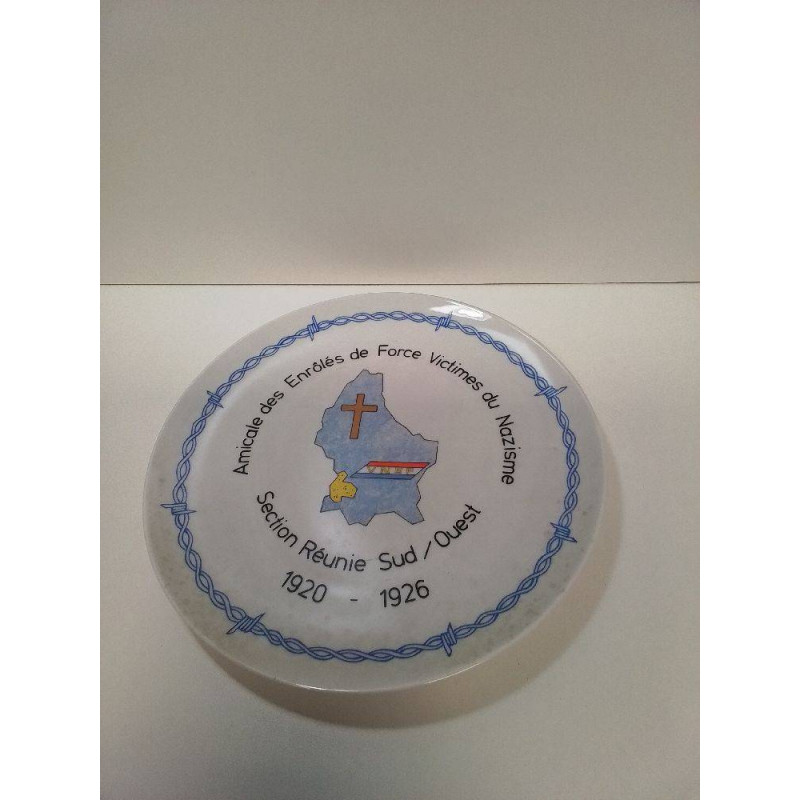 Amicale des Enrôlés de Force Victimes du Nazisme
Section Réunie Sud / Ouest
1920 - 1926